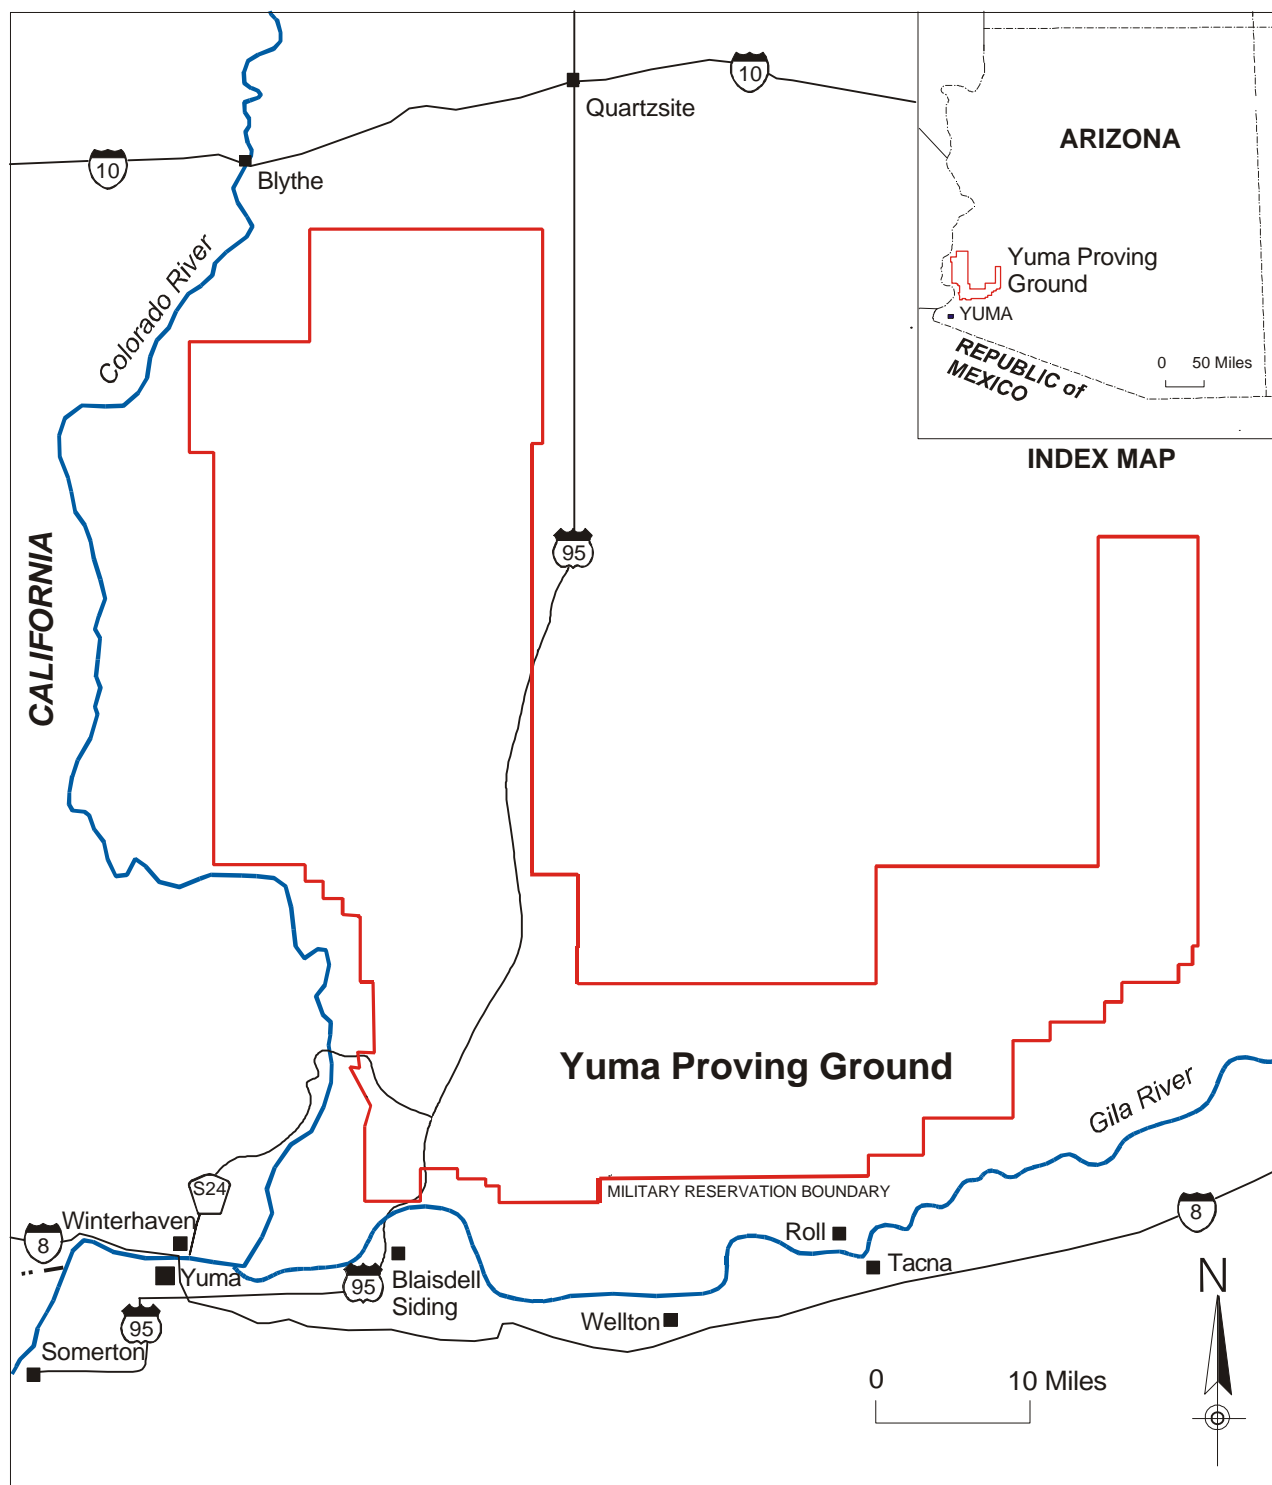 10
Quartzsite
10
Blythe
Colorado River
ARIZONA
Yuma Proving
Ground
YUMA
REPUBLIC of
MEXICO
0 50 Miles
INDEX MAP
CALIFORNIA
95
Yuma Proving Ground
Gila River
MILITARY RESERVATION BOUNDARY
S24
Winterhaven
8
Yuma
95
Blaisdell
Siding
Roll
Tacna
8
Wellton
95
Somerton
N
0 10 Miles